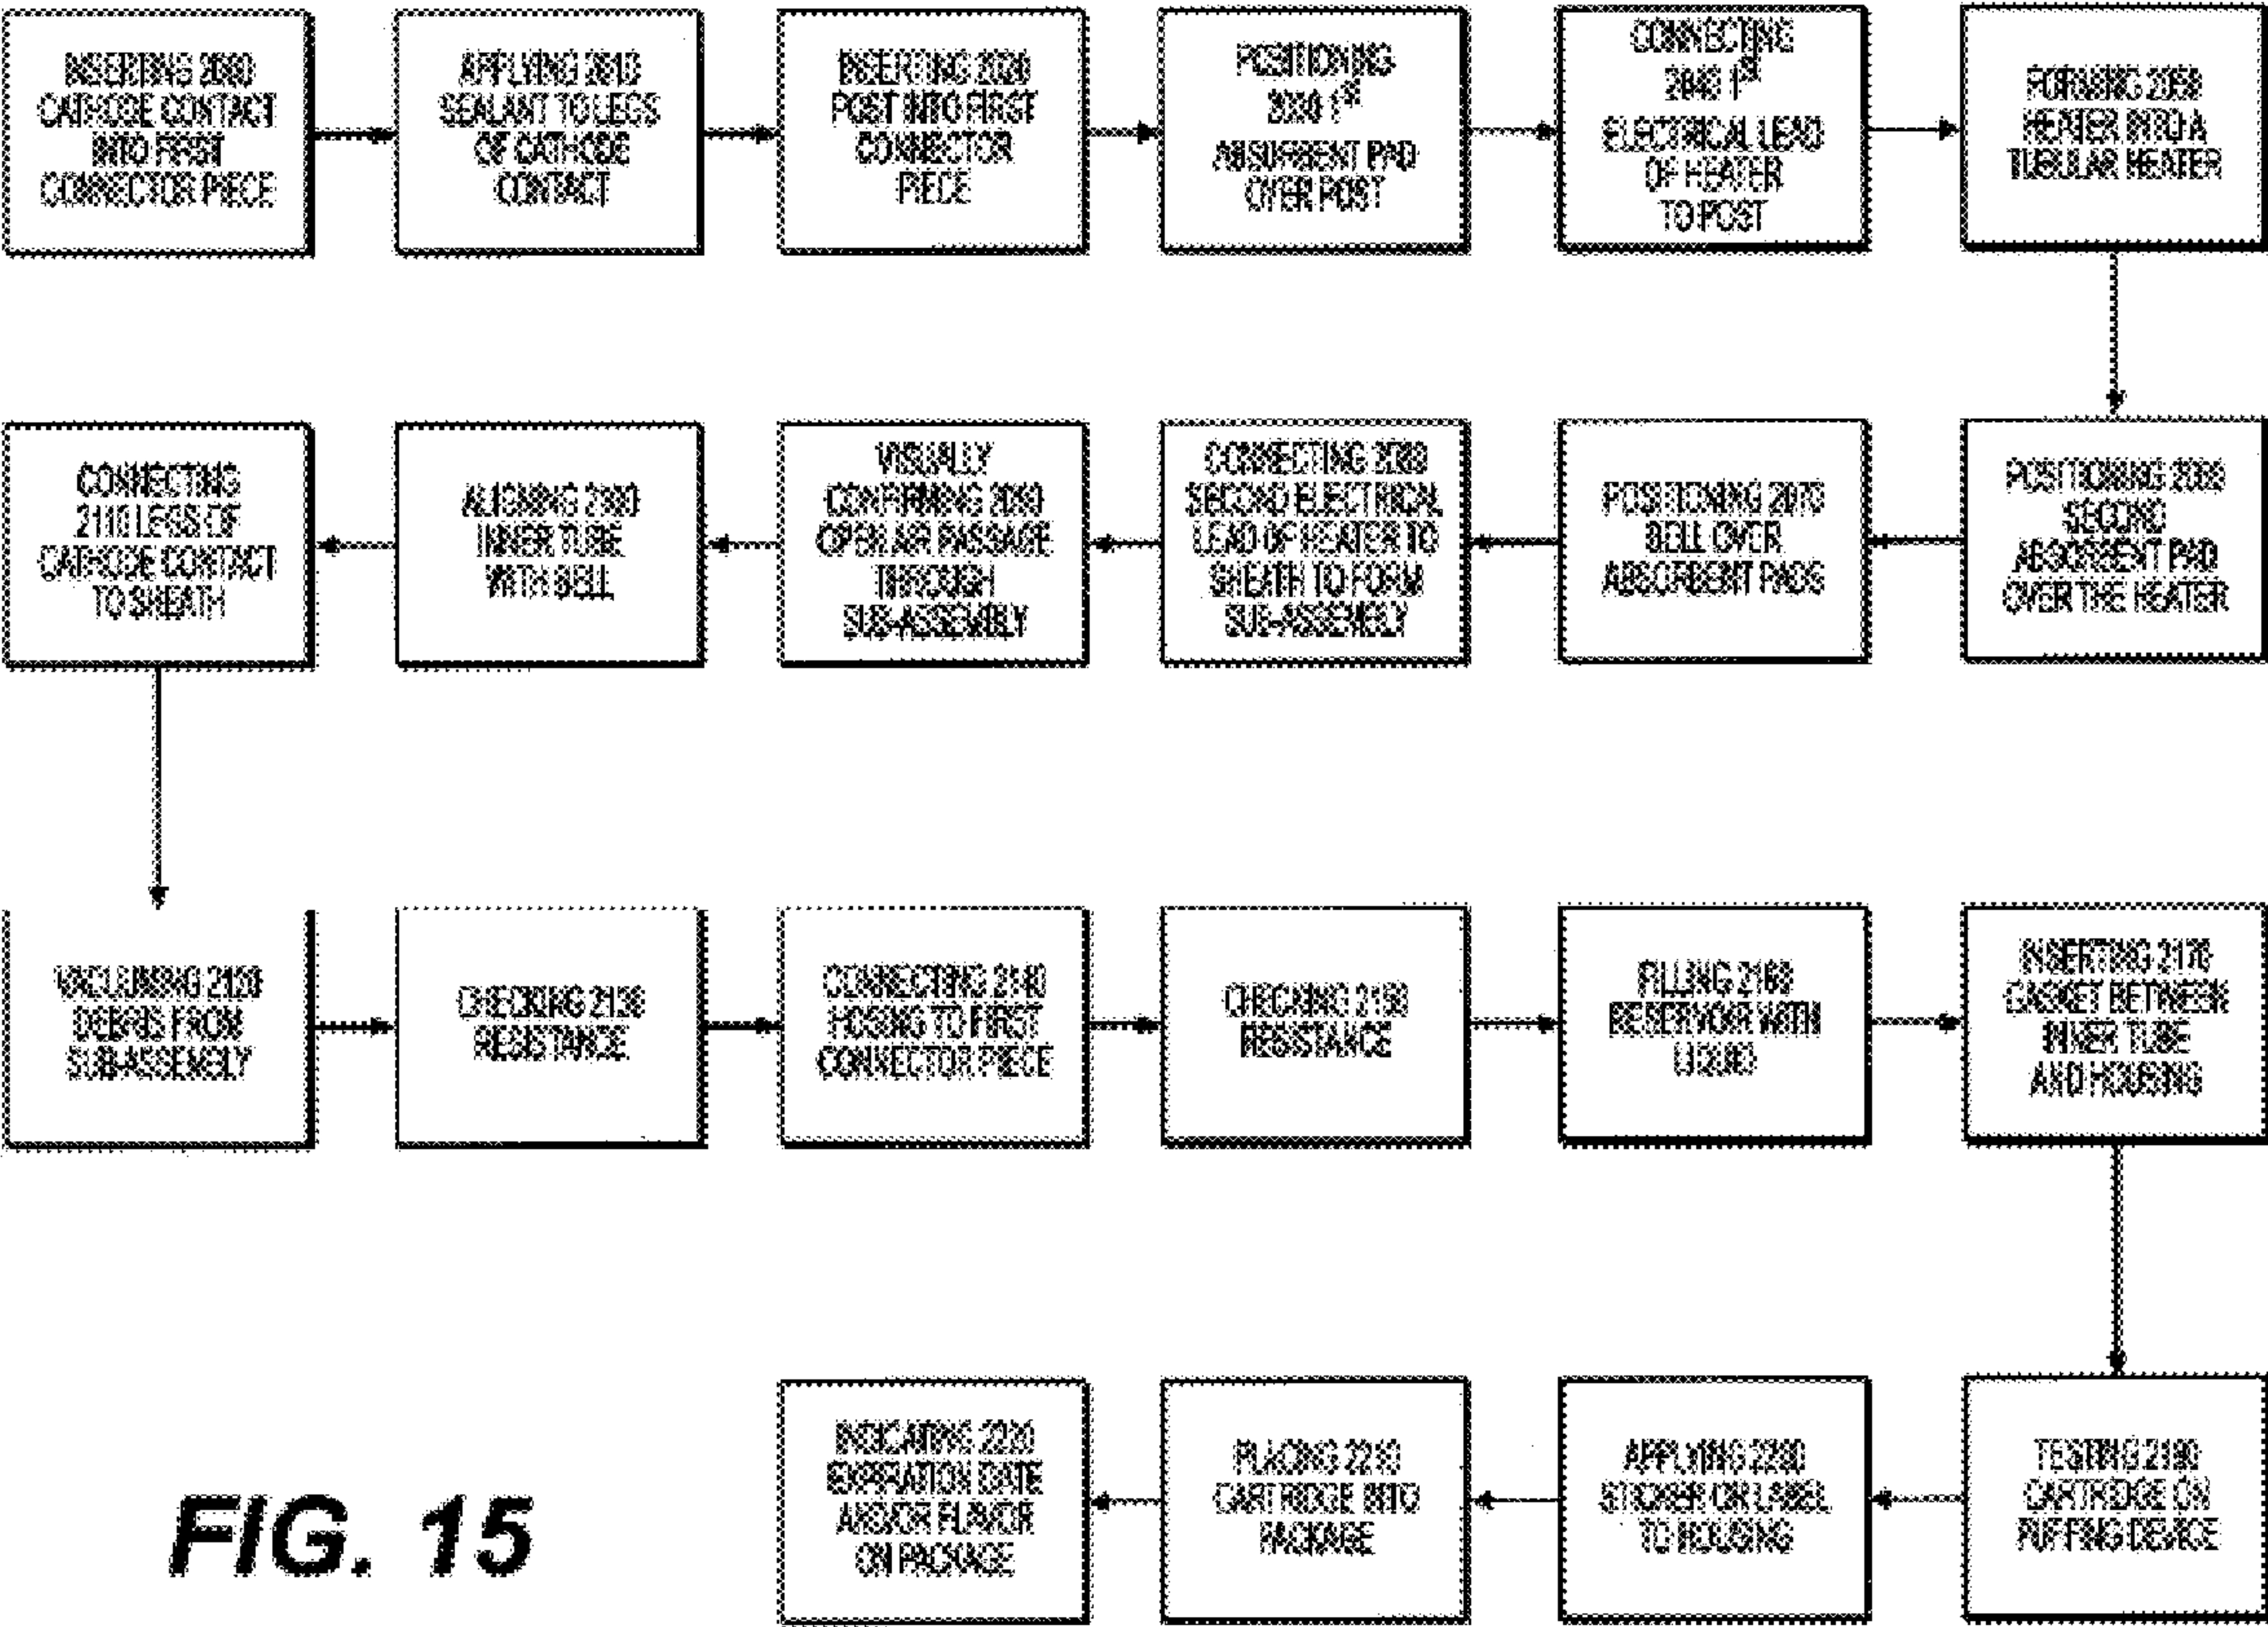 INSERTING 2000
CATHODE CONTACT
INTO FIRST
CONNECTOR PIECE
APPLYING 2010
SEALANT TO LEGS
OF CATHODE
CONTACT
INSERTING 2020
POST INTO FIRST
CONNECTOR
PIECE
POSITIONING
2030 1st
ABSORBENT PAD
OVER POST
CONNECTING
2040 1st
ELECTRICAL LEAD
OF HEATER
TO POST
FORMING 2050
HEATER INTO A
TUBULAR HEATER
POSITIONING 2060
SECOND
ABSORBENT PAD
OVER THE HEATER
POSITIONING 2070
BELL OVER
ABSORBENT PADS
CONNECTING 2080
SECOND ELECTRICAL
LEAD OF HEATER TO
SHEATH TO FORM
SUB-ASSEMBLY
VISUALLY
CONFIRMING 2090
OPEN AIR PASSAGE
THROUGH
SUB-ASSEMBLY
ALIGNING 2100
INNER TUBE
WITH BELL
CONNECTING
2110 LEGS OF
CATHODE CONTACT
TO SHEATH
VACUUMING 2120
DEBRIS FROM
SUB-ASSEMBLY
CHECKING 2130
RESISTANCE
CONNECTING 2140
HOSING TO FIRST
CONNECTOR PIECE
CHECKING 2150
RESISTANCE
FILLING 2160
RESERVOIR WITH
LIQUID
INSERTING 2170
GASKET BETWEEN
INNER TUBE
AND HOUSING
TESTING
CARTRIDGE ON
PUFFING DEVICE
APPLYING 2200
STICKER OR LABEL
TO HOUSING
PLACING 2210
CARTRIDGE INTO
PACKAGE
INDICATING 2220
EXPIRATION DATE
AND/OR FLAVOR
ON PACKAGE
FIG. 15